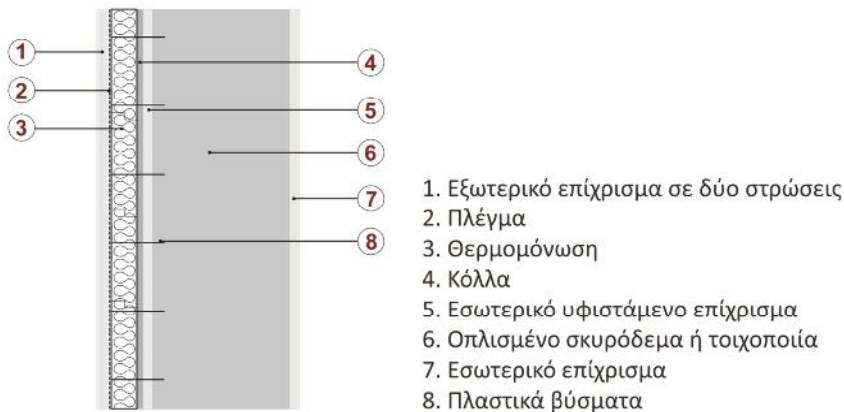 1
2
3
4
5
6
7
8
1. Εξωτερικό επίχρισμα σε δύο στρώσεις
2. Πλέγμα
3. Θερμομόνωση
4. Κόλλα
5. Εσωτερικό υφιστάμενο επίχρισμα
6. Οπλισμένο σκυρόδεμα ή τοιχοποιία
7. Εσωτερικό επίχρισμα
8. Πλαστικά βύσματα